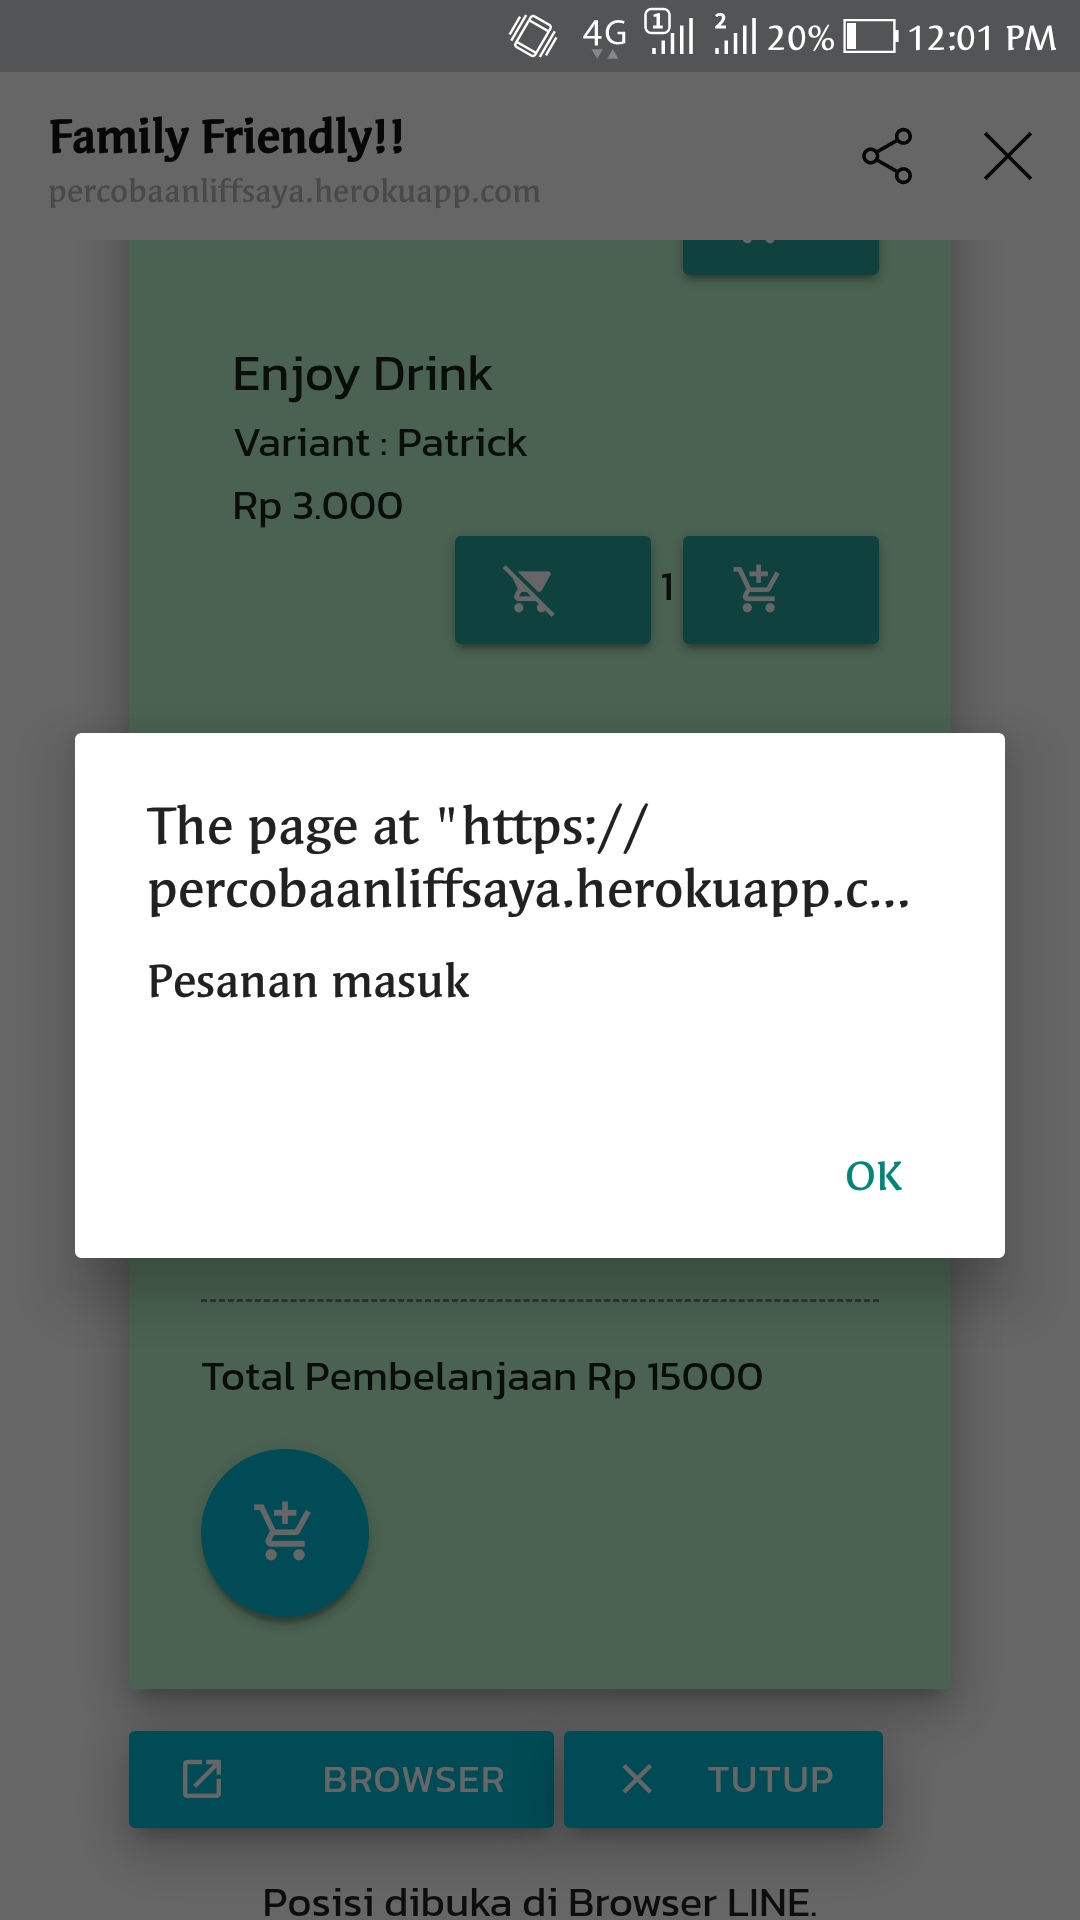 4G 1 2 20% 12:01 PM
Family Friendly!!
percobaanliffsaya.herokuapp.com
Enjoy Drink
Variant : Patrick
Rp 3.000
1
The page at "https://
percobaanliffsaya.herokuapp.c...
Pesanan masuk
OK
Total Pembelanjaan Rp 15000
BROWSER TUTUP
Posisi dibuka di Browser LINE.